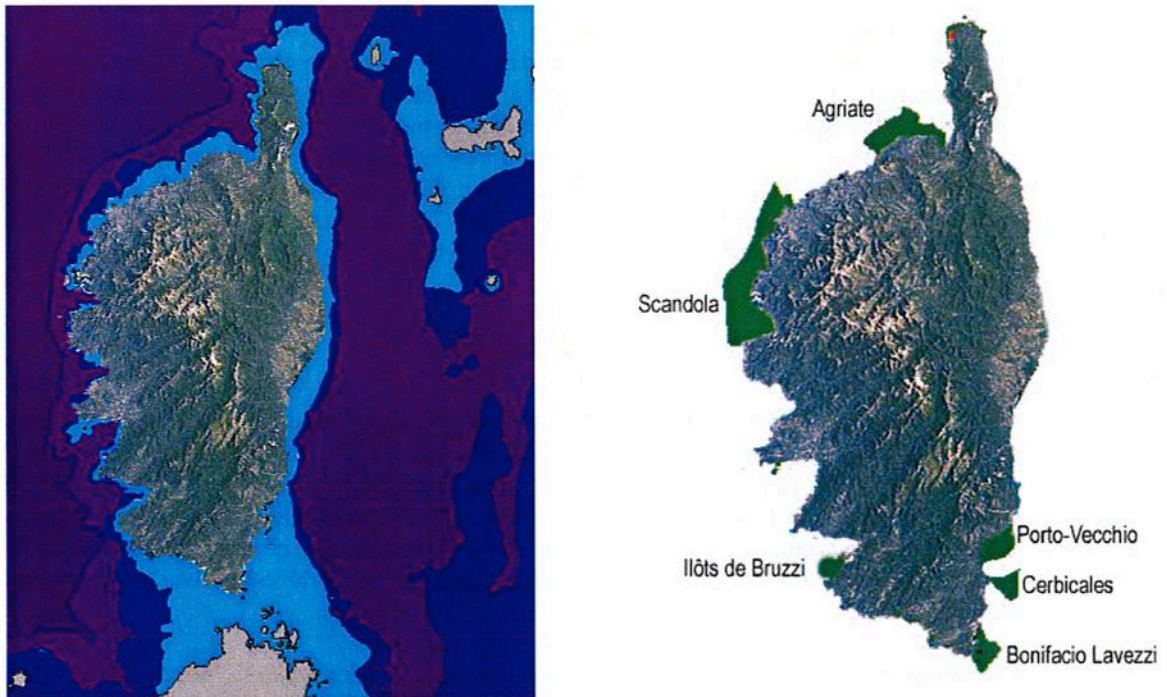 Agriate
Scandola
Porto-Vecchio
Ilôts de Bruzzi
Cerbicales
Bonifacio Lavezzi